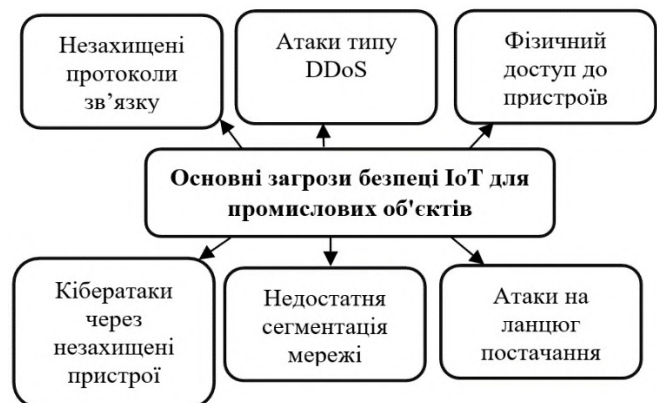 Незахищені
протоколи
зв’язку
Атаки типу
DDoS
Фізичний
доступ до
пристроїв
Основні загрози безпеці IoT для
промислових об'єктів
Кібератаки
через
незахищені
пристрої
Недостатня
сегментація
мережі
Атаки на
ланцюг
постачання